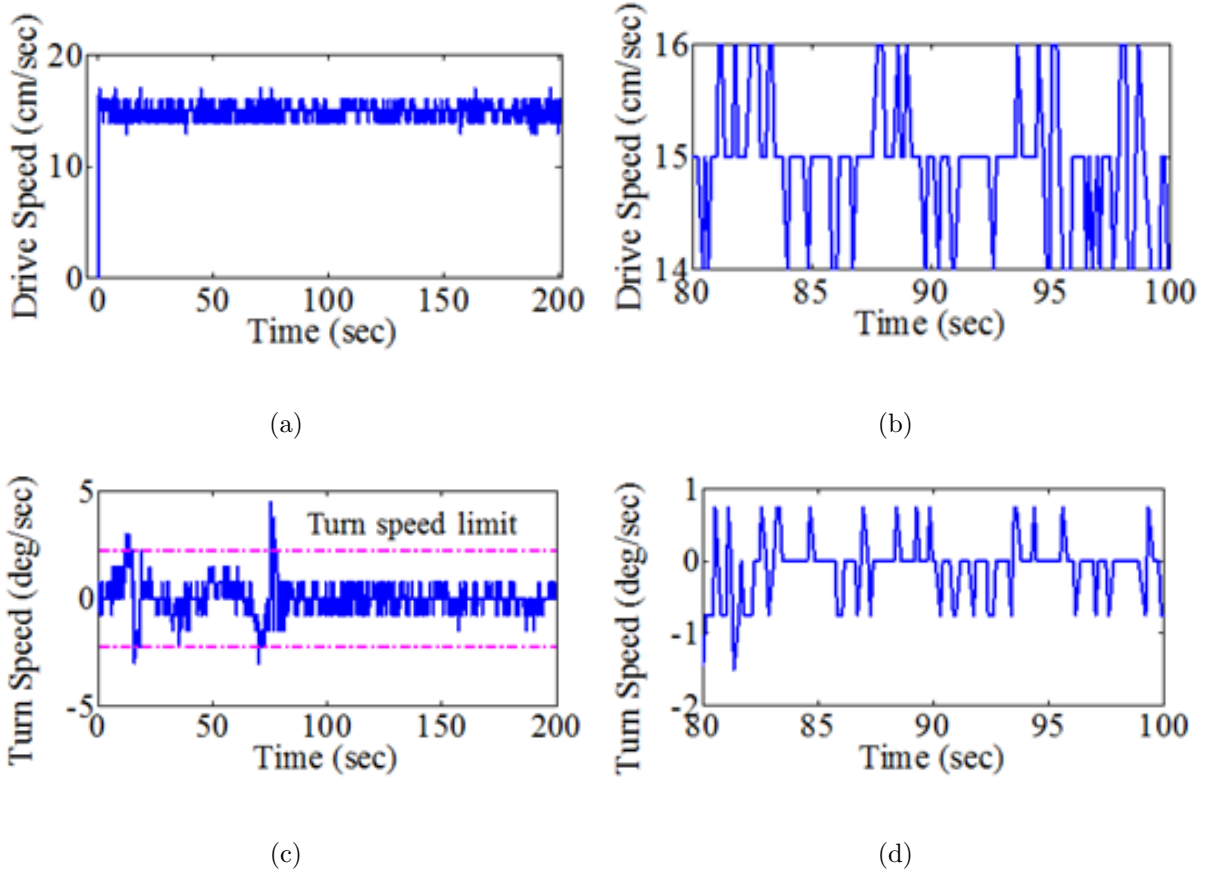 20
10
0
Drive Speed (cm/sec)
0 50 100 150 200
Time (sec)
(a)
16
15
14
Drive Speed (cm/sec)
80 85 90 95 100
Time (sec)
(b)
5
0
-5
Turn Speed (deg/sec)
Turn speed limit
0 50 100 150 200
Time (sec)
(c)
1
0
-1
-2
Turn Speed (deg/sec)
80 85 90 95 100
Time (sec)
(d)